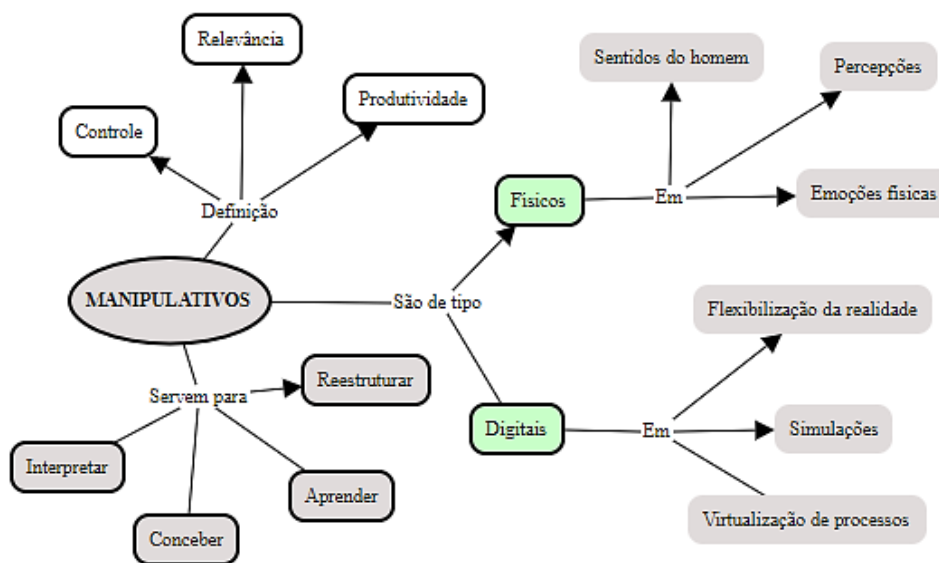 Relevância
Sentidos do homem
Percepções
Produtividade
Controle
Definição
Físicos
Em
Emoções físicas
MANIPULATIVOS
São de tipo
Flexibilização da realidade
Servem para
Reestruturar
Digitais
Em
Simulações
Interpretar
Aprender
Conceber
Virtualização de processos